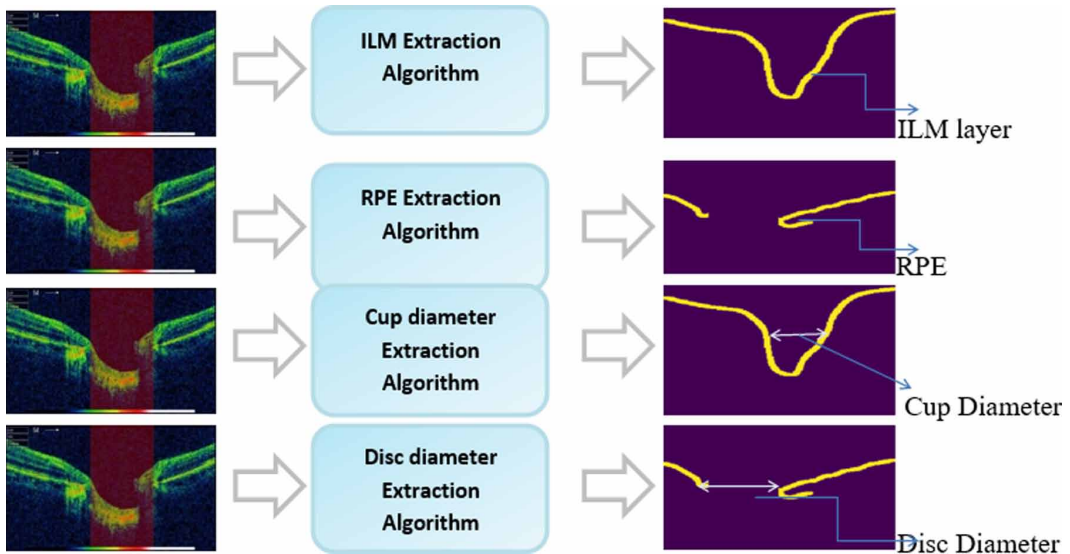 ILM Extraction
Algorithm
ILM layer
RPE Extraction
Algorithm
RPE
Cup diameter
Extraction
Algorithm
Cup Diameter
Disc diameter
Extraction
Algorithm
Disc Diameter